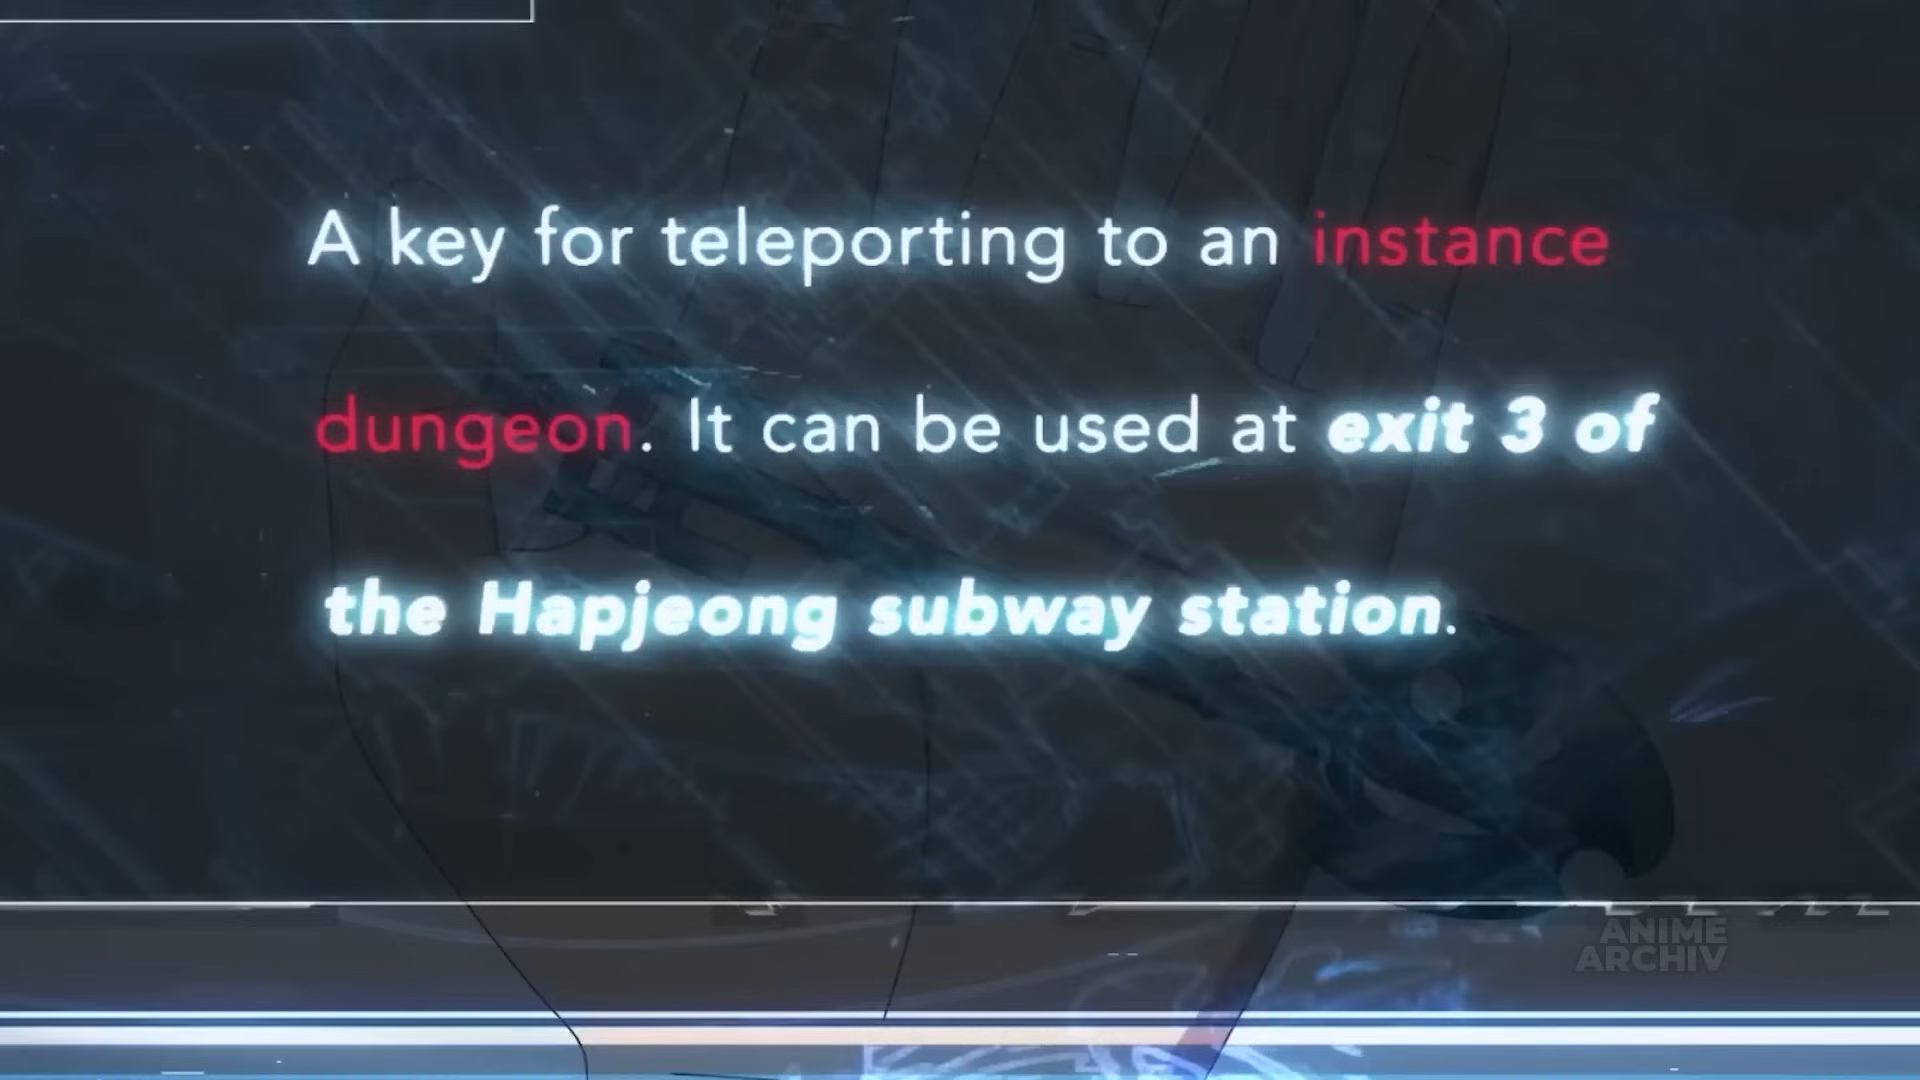 A key for teleporting to an instance
dungeon. It can be used at exit 3 of
the Hapjeong subway station.
ANIME
ARCHIV